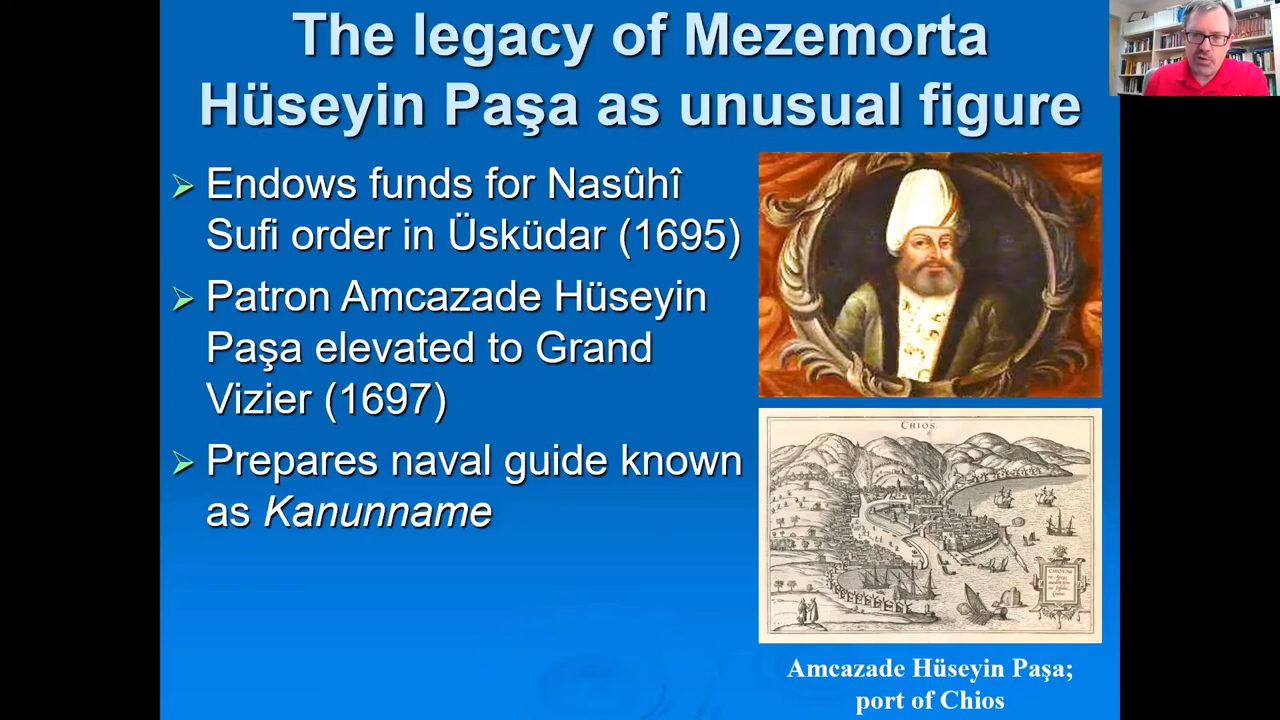 The legacy of Mezemorta
Hüseyin Paşa as unusual figure
Endows funds for Nasûhî
Sufi order in Üsküdar (1695)
Patron Amcazade Hüseyin
Paşa elevated to Grand
Vizier (1697)
Prepares naval guide known
as Kanunname
CHIOS.
Amcazade Hüseyin Paşa;
port of Chios